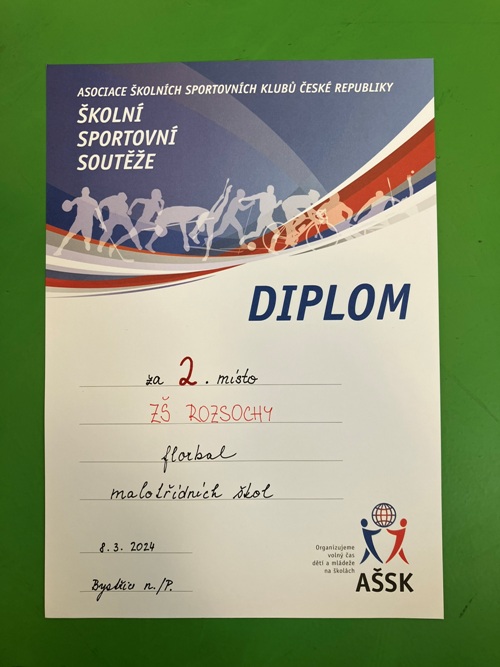 ASOCIACE ŠKOLNÍCH SPORTOVNÍCH KLUBŮ ČESKÉ REPUBLIKY
ŠKOLNÍ
SPORTOVNÍ
SOUTĚŽE
DIPLOM
za 2. místo
ZŠ ROZSOCHY
florbal
malotřídních škol
8.3.2024
Bystřice n./P.
Organizujeme
volný čas
dětí a mládeže
na školách
AŠSK